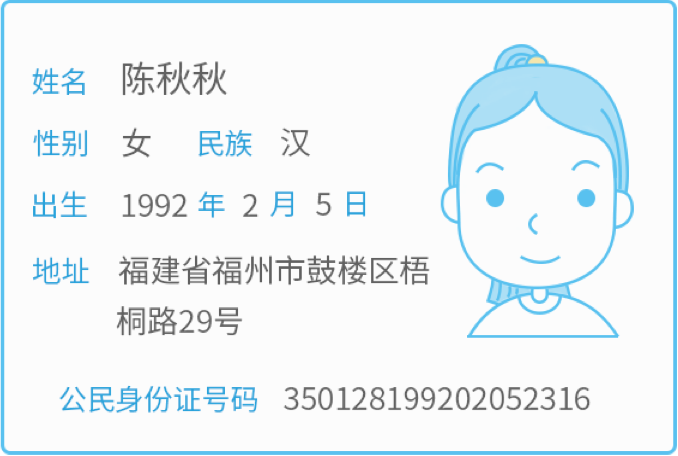 姓名 陈秋秋
性别 女 民族 汉
出生 1992 年 2 月 5 日
地址 福建省福州市鼓楼区梧
桐路29号
公民身份证号码 350128199202052316